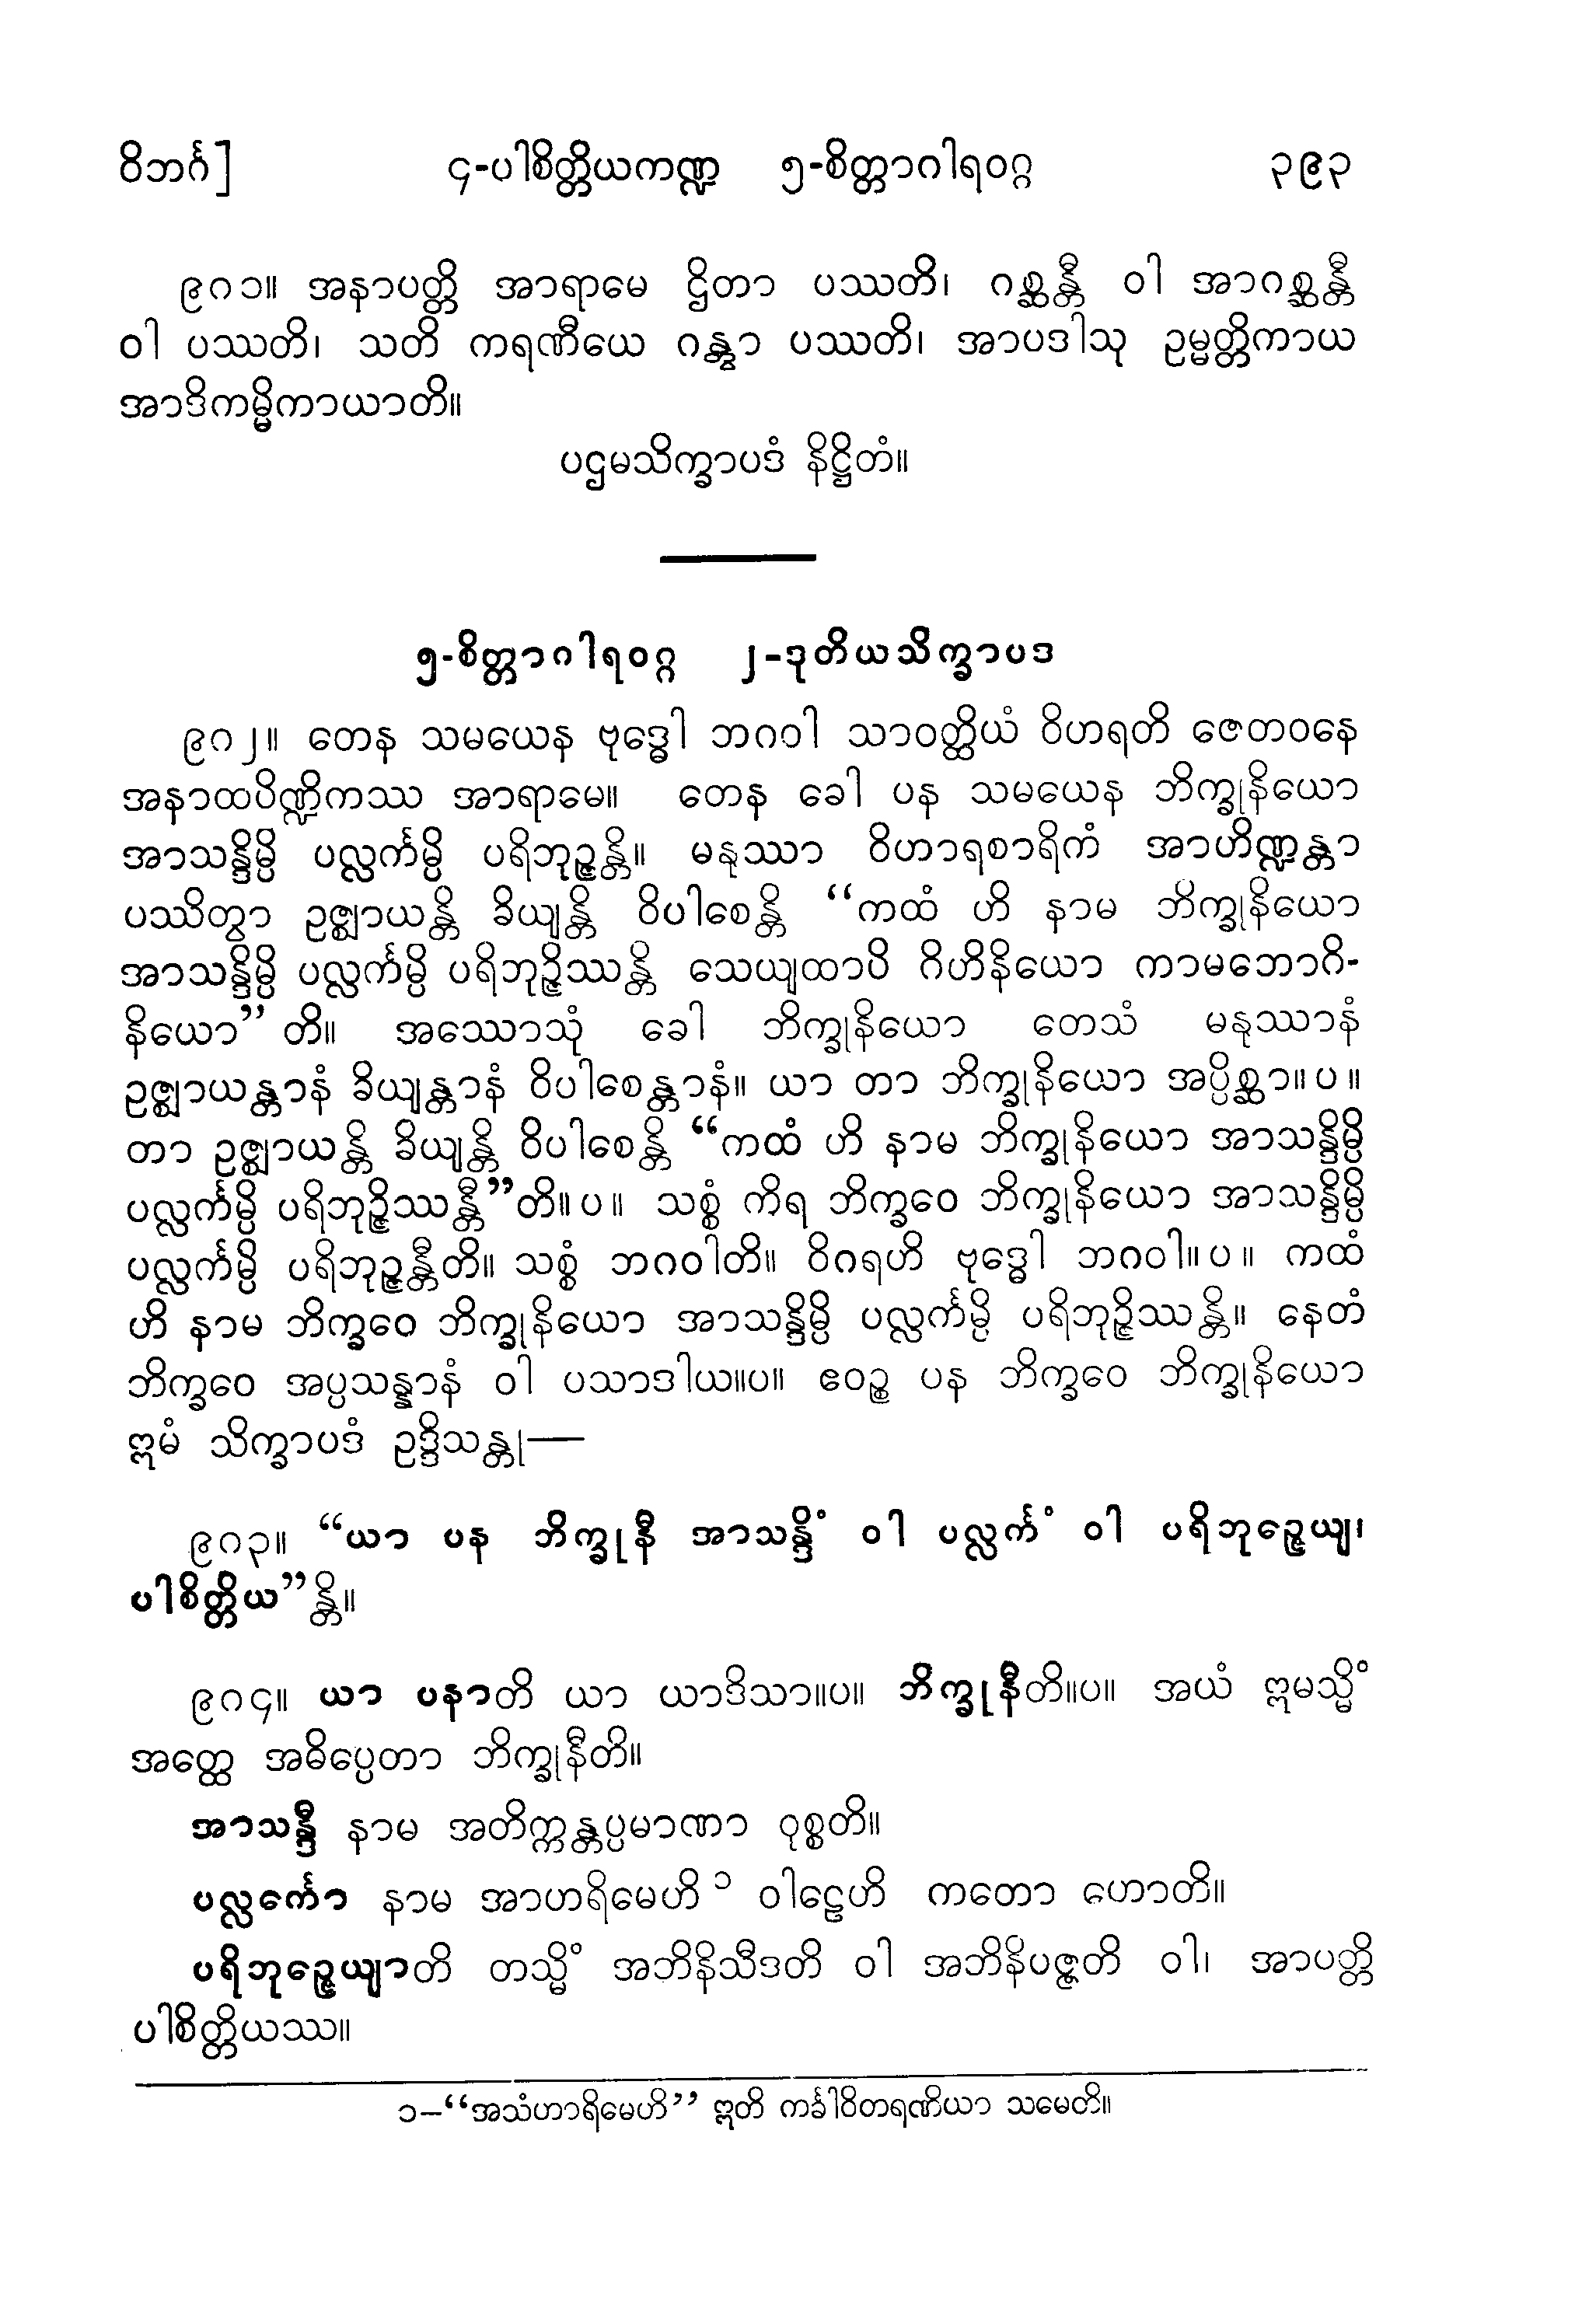 ဝိဘင်္ဂ] ၄-ပါစိတ္တိယကဏ္ဍ ၅-စိတ္တာဂါရဝဂ္ဂ ၃၉၃
၉၈၁။ အနာပတ္တိ အာရာမေ ဌိတာ ပဿတိ၊ ဂစ္ဆန္တီ ဝါ အာဂစ္ဆန္တီ
ဝါ ပဿတိ၊ သတိ ကရဏီယေ ဂန္တွာ ပဿတိ၊ အာပဒါသု ဥမ္မတ္တိကာယ
အာဒိကမ္မိကာယာတိ။
ပဌမသိက္ခာပဒံ နိဋ္ဌိတံ။
၅-စိတ္တာဂါရဝဂ္ဂ ၂-ဒုတိယသိက္ခာပဒ
၉၈၂။ တေန သမယေန ဗုဒ္ဓေါ ဘဂဝါ သာဝတ္ထိယံ ဝိဟရတိ ဇေတဝနေ
အနာထပိဏ္ဍိကဿ အာရာမေ။ တေန ခေါ ပန သမယေန ဘိက္ခုနိယော
အာသန္ဒိမ္ပိ ပလ္လင်္ကမ္ပိ ပရိဘုဉ္ဇန္တိ။ မနုဿာ ဝိဟာရစာရိကံ အာဟိဏ္ဍန္တာ
ပဿိတွာ ဥဇ္ဈာယန္တိ ခိယျန္တိ ဝိပါစေန္တိ “ကထံ ဟိ နာမ ဘိက္ခုနိယော
အာသန္ဒိမ္ပိ ပလ္လင်္ကမ္ပိ ပရိဘုဉ္ဇိဿန္တိ သေယျထာပိ ဂိဟိနိယော ကာမဘောဂိ-
နိယော” တိ။ အဿောသုံ ခေါ ဘိက္ခုနိယော တေသံ မနုဿာနံ
ဥဇ္ဈာယန္တာနံ ခိယျန္တာနံ ဝိပါစေန္တာနံ။ ယာ တာ ဘိက္ခုနိယော အပ္ပိစ္ဆာ။ပ။
တာ ဥဇ္ဈာယန္တိ ခိယျန္တိ ဝိပါစေန္တိ “ကထံ ဟိ နာမ ဘိက္ခုနိယော အာသန္ဒိမ္ပိ
ပလ္လင်္ကမ္ပိ ပရိဘုဉ္ဇိဿန္တီ”တိ။ပ။ သစ္စံ ကိရ ဘိက္ခဝေ ဘိက္ခုနိယော အာသန္ဒိမ္ပိ
ပလ္လင်္ကမ္ပိ ပရိဘုဉ္ဇန္တီတိ။ သစ္စံ ဘဂဝါတိ။ ဝိဂရဟိ ဗုဒ္ဓေါ ဘဂဝါ။ပ။ ကထံ
ဟိ နာမ ဘိက္ခဝေ ဘိက္ခုနိယော အာသန္ဒိမ္ပိ ပလ္လင်္ကမ္ပိ ပရိဘုဉ္ဇိဿန္တိ။ နေတံ
ဘိက္ခဝေ အပ္ပသန္နာနံ ဝါ ပသာဒါယ။ပ။ ဧဝဉ္စ ပန ဘိက္ခဝေ ဘိက္ခုနိယော
ဣမံ သိက္ခာပဒံ ဥဒ္ဒိသန္တု—
၉၈၃။ “ယာ ပန ဘိက္ခုနီ အာသန္ဒိံ ဝါ ပလ္လင်္ကံ ဝါ ပရိဘုဉ္ဇေယျ၊
ပါစိတ္တိယ”န္တိ။
၉၈၄။ ယာ ပနာတိ ယာ ယာဒိသာ။ပ။ ဘိက္ခုနီတိ။ပ။ အယံ ဣမသ္မိံ
အတ္ထေ အဓိပ္ပေတာ ဘိက္ခုနီတိ။
အာသန္ဒီ နာမ အတိက္ကန္တပ္ပမာဏာ ဝုစ္စတိ။
ပလ္လင်္ကော နာမ အာဟရိမေဟိ ၁ ဝါဠေဟိ ကတော ဟောတိ။
ပရိဘုဉ္ဇေယျာတိ တသ္မိံ အဘိနိသီဒတိ ဝါ အဘိနိပဇ္ဇတိ ဝါ၊ အာပတ္တိ
ပါစိတ္တိယဿ။
၁–“အသံဟာရိမေဟိ” ဣတိ ကင်္ခါဝိတရဏိယာ သမေတိ။